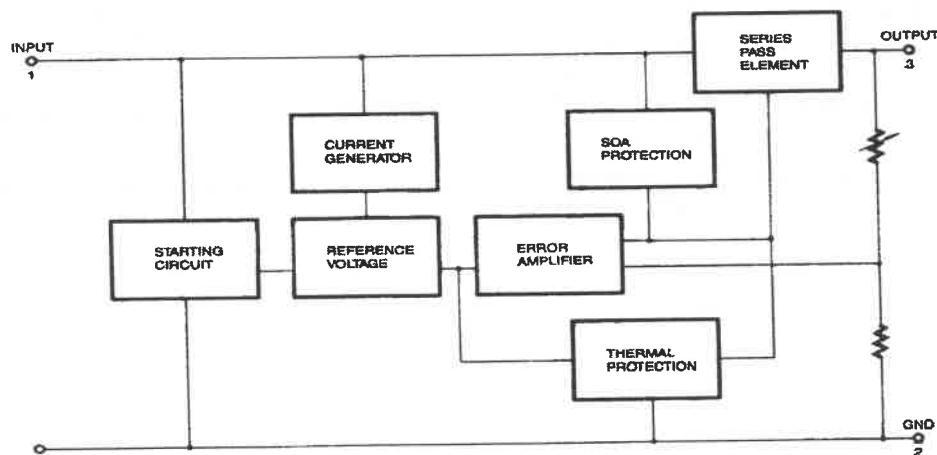 SERIES
PASS
ELEMENT
INPUT
1
OUTPUT
3
CURRENT
GENERATOR
SOA
PROTECTION
STARTING
CIRCUIT
REFERENCE
VOLTAGE
ERROR
AMPLIFIER
THERMAL
PROTECTION
GND
2